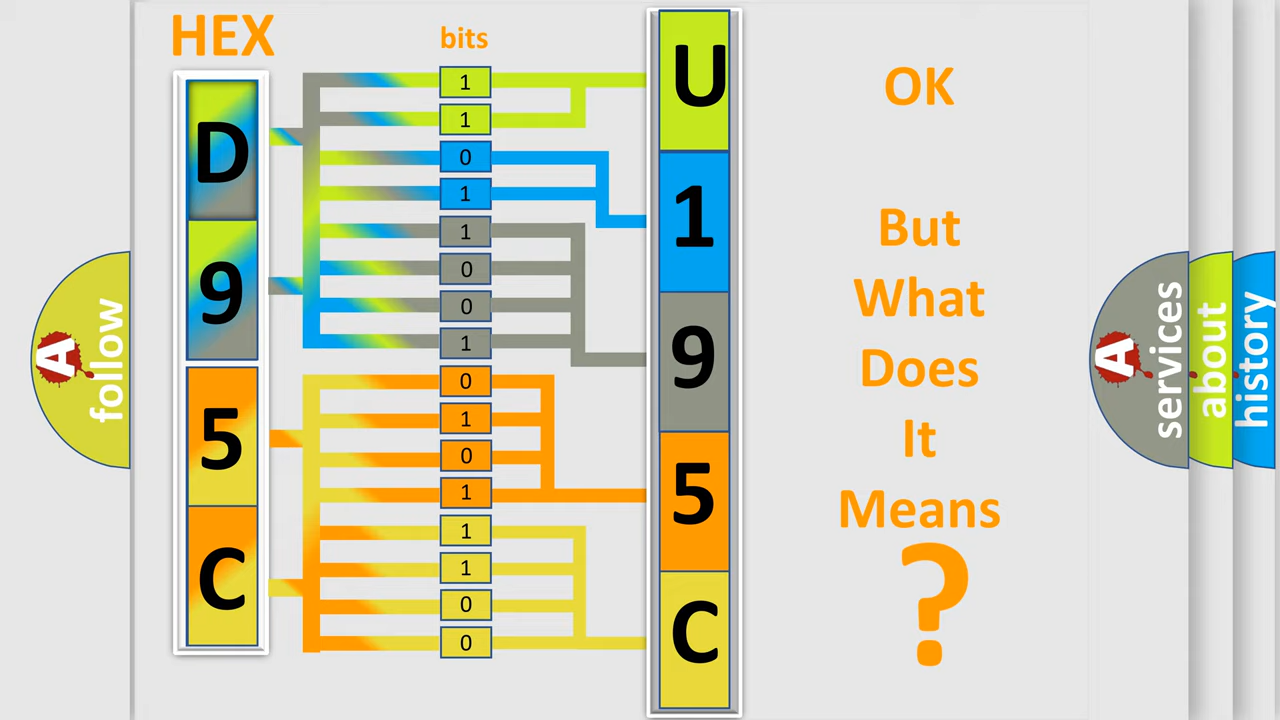 HEX
bits
D
9
5
C
1
1
0
1
1
0
0
1
0
1
0
1
1
1
0
0
U
1
9
5
C
OK
But
What
Does
It
Means
?
A
follow
A
services
about
history